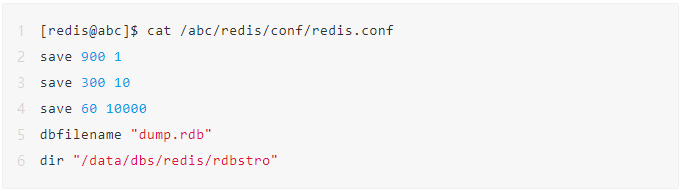 1 [redis@abc]$ cat /abc/redis/conf/redis.conf
2 save 900 1
3 save 300 10
4 save 60 10000
5 dbfilename "dump.rdb"
6 dir "/data/dbs/redis/rdbstro"